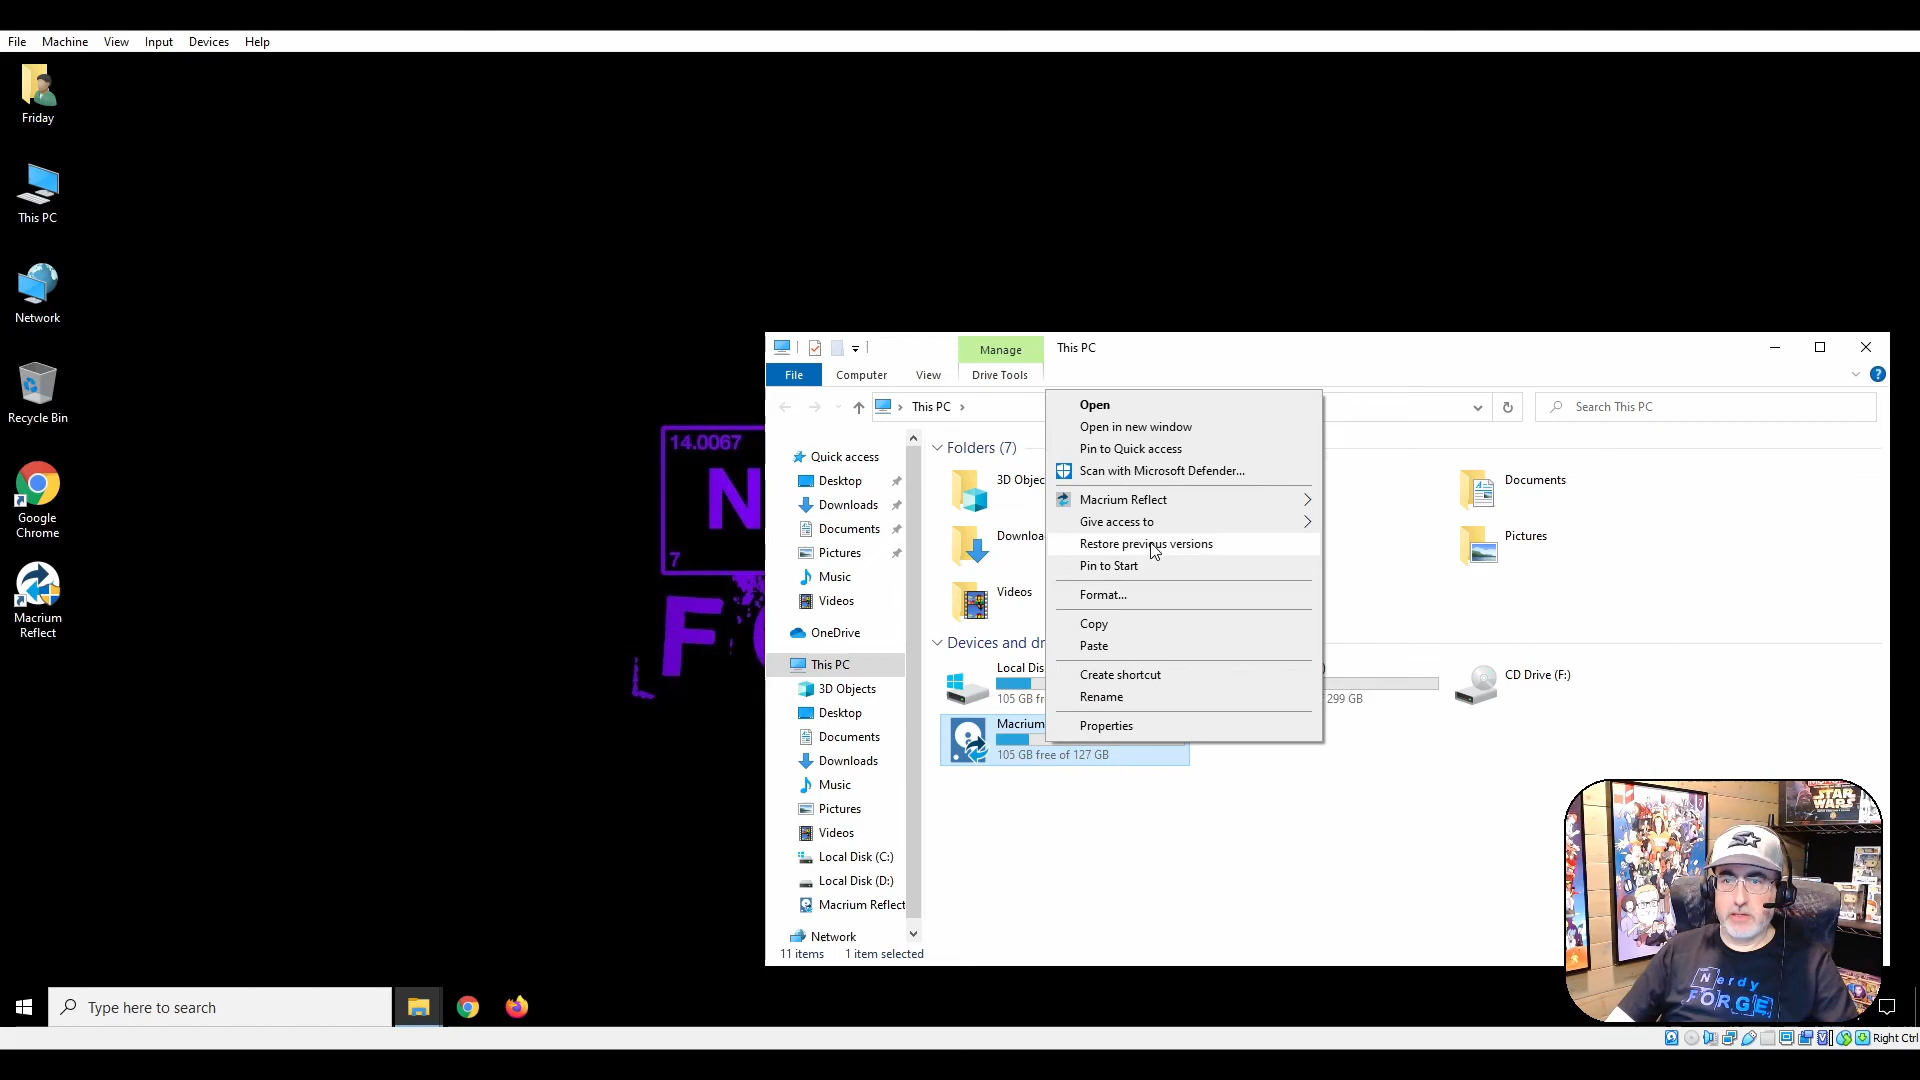 File Machine View Input Devices Help
Friday
This PC
Network
Recycle Bin
Google
Chrome
Macrium
Reflect
14.0067
N
7
F
Manage
This PC
File Computer View Drive Tools
This PC
Search This PC
Quick access
Desktop
Downloads
Documents
Pictures
Music
Videos
OneDrive
This PC
3D Objects
Desktop
Documents
Downloads
Music
Pictures
Videos
Local Disk (C:)
Local Disk (D:)
Macrium Reflect
Network
Folders (7)
3D Objec
Documents
Downloa
Pictures
Videos
Devices and dr
Local Dis
105 GB fr
299 GB
CD Drive (F:)
Macrium
105 GB free of 127 GB
Open
Open in new window
Pin to Quick access
Scan with Microsoft Defender...
Macrium Reflect
Give access to
Restore previous versions
Pin to Start
Format...
Copy
Paste
Create shortcut
Rename
Properties
11 items 1 item selected
STAR
WARS
Nerdy
FORGE
Type here to search
Right Ctrl